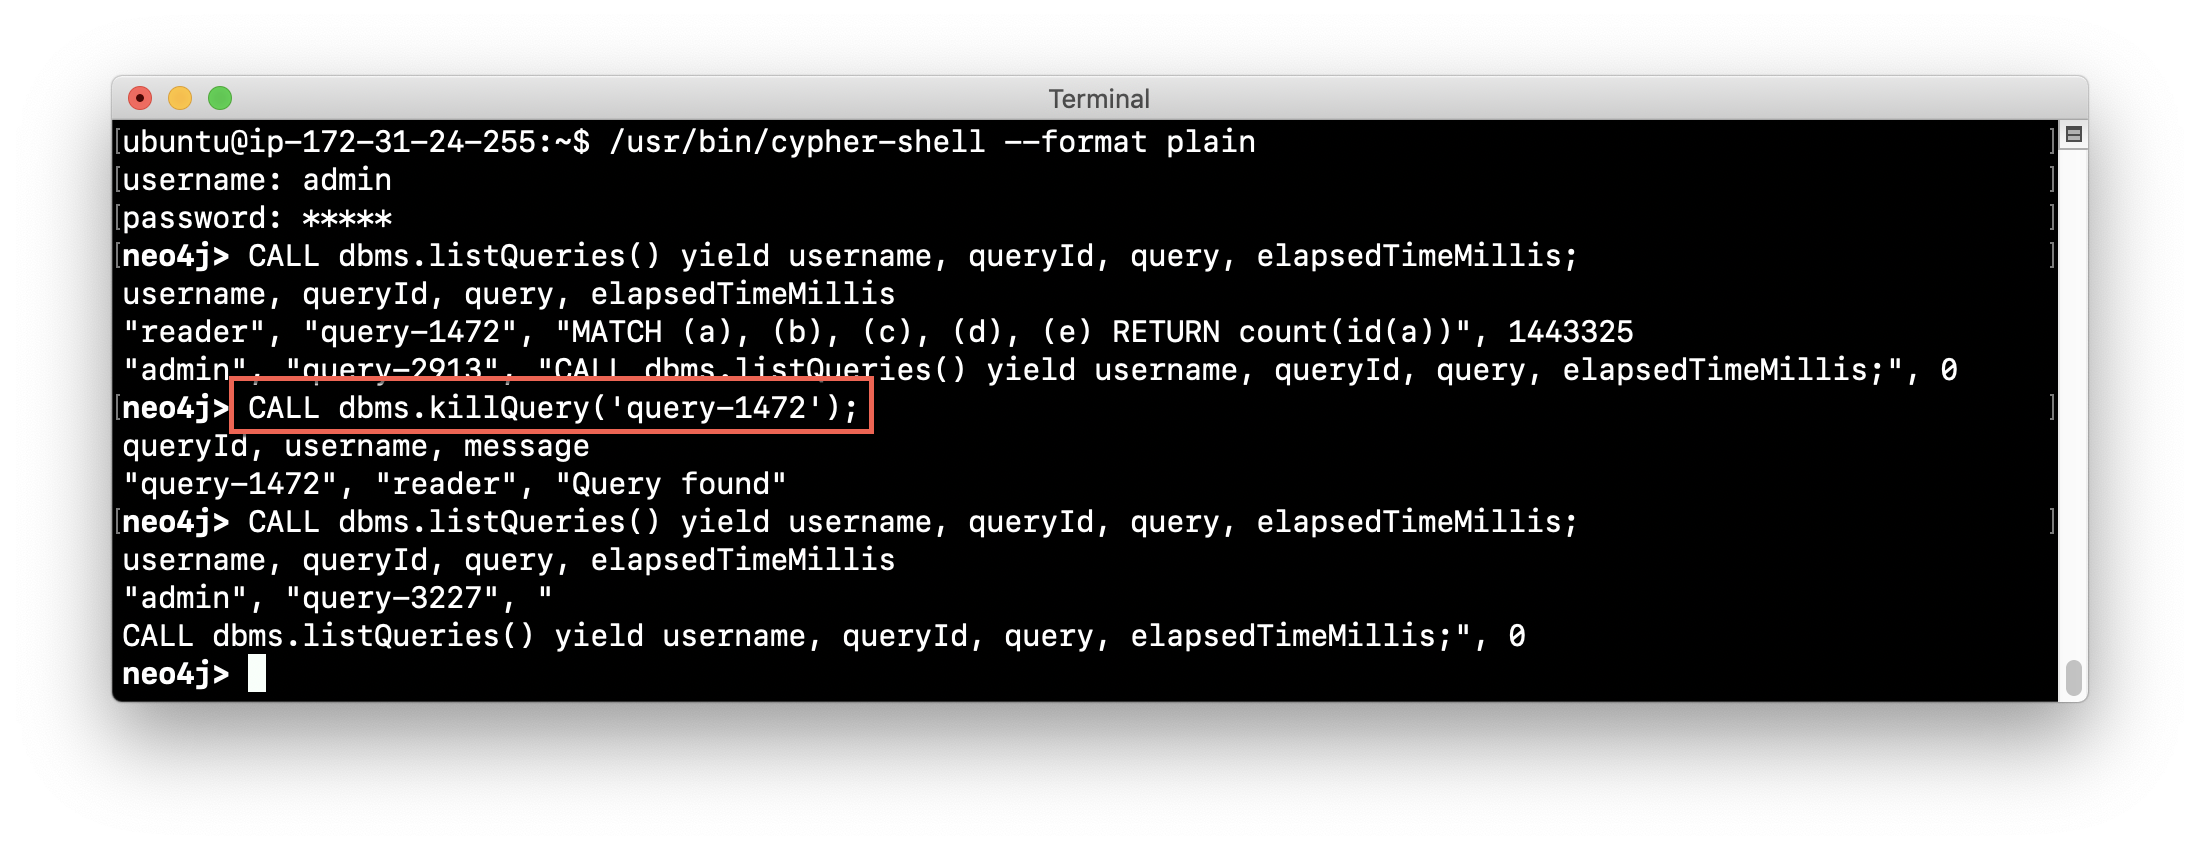 Terminal
ubuntu@ip-172-31-24-255:~$ /usr/bin/cypher-shell --format plain
username: admin
password: *****
neo4j> CALL dbms.listQueries() yield username, queryId, query, elapsedTimeMillis;
username, queryId, query, elapsedTimeMillis
"reader", "query-1472", "MATCH (a), (b), (c), (d), (e) RETURN count(id(a))", 1443325
"admin", "query-2913", "CALL dbms.listQueries() yield username, queryId, query, elapsedTimeMillis;", 0
neo4j> CALL dbms.killQuery('query-1472');
queryId, username, message
"query-1472", "reader", "Query found"
neo4j> CALL dbms.listQueries() yield username, queryId, query, elapsedTimeMillis;
username, queryId, query, elapsedTimeMillis
"admin", "query-3227", "
CALL dbms.listQueries() yield username, queryId, query, elapsedTimeMillis;", 0
neo4j>